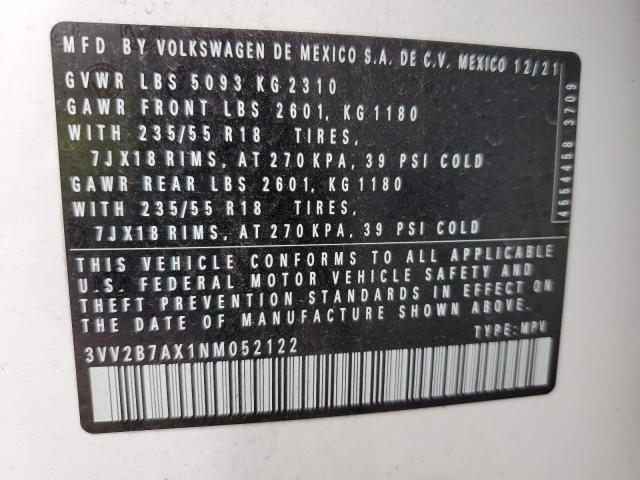 MFD BY VOLKSWAGEN DE MEXICO S.A. DE C.V. MEXICO 12/21
GVWR LBS 5093 KG 2310
GAWR FRONT LBS 2601, KG 1180
WITH 235/55 R18 TIRES,
7JX18 RIMS, AT 270 KPA, 39 PSI COLD
GAWR REAR LBS 2601, KG 1180
WITH 235/55 R18 TIRES,
7JX18 RIMS, AT 270 KPA, 39 PSI COLD
4554458 3709
THIS VEHICLE CONFORMS TO ALL APPLICABLE
U.S. FEDERAL MOTOR VEHICLE SAFETY AND
THEFT PREVENTION STANDARDS IN EFFECT ON
THE DATE OF MANUFACTURE SHOWN ABOVE.
3VV2B7AX1NM052122 TYPE: MPV